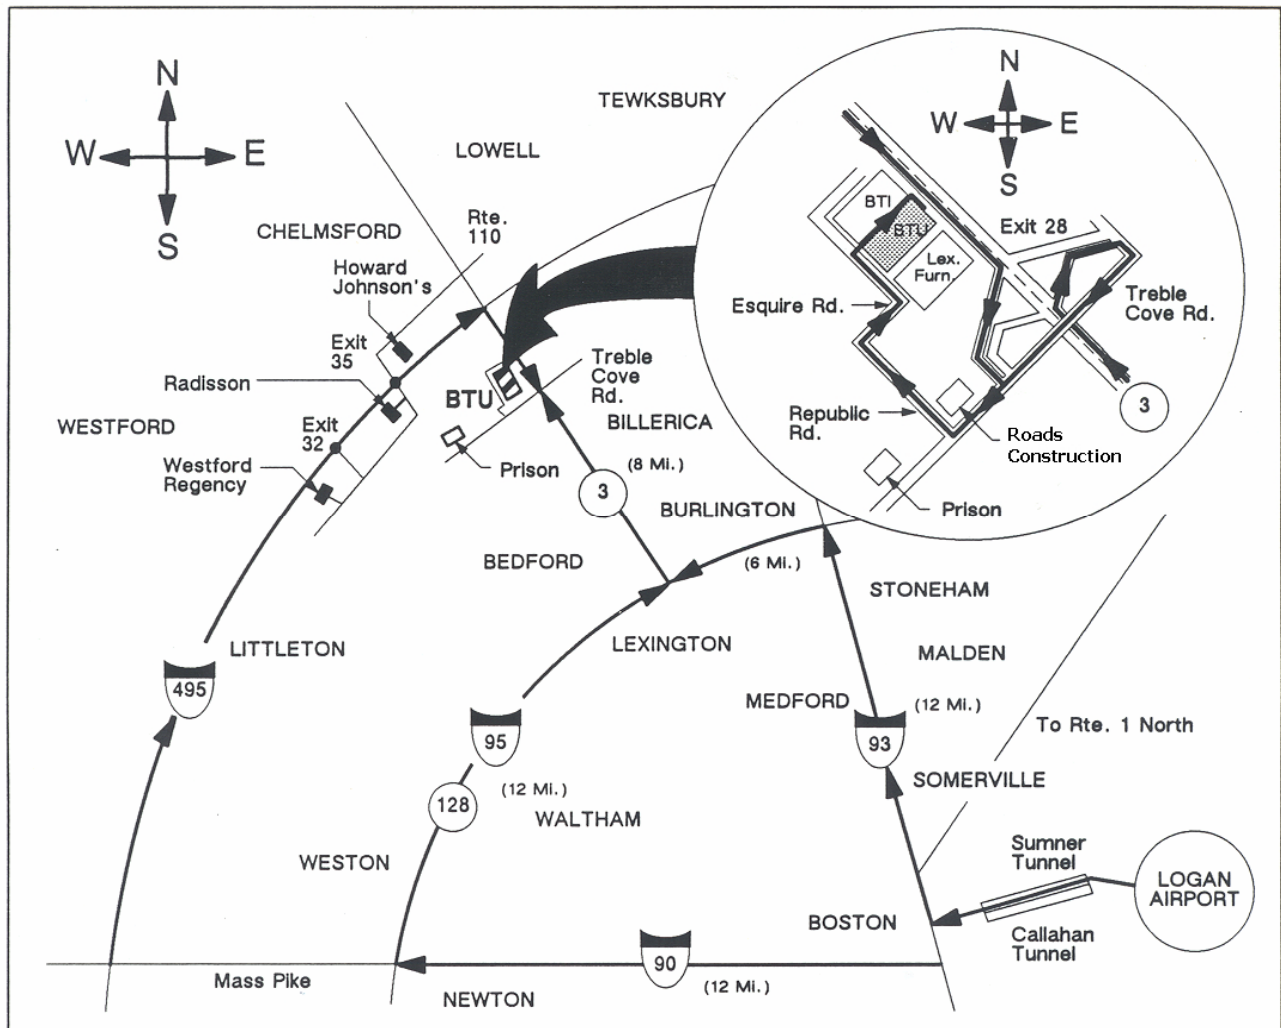 N
W
E
S
TEWKSBURY
LOWELL
Rte.
110
CHELMSFORD
Howard
Johnson's
Exit
35
Radisson
WESTFORD
Exit
32
Westford
Regency
BTU
Treble
Cove
Rd.
BILLERICA
Prison
(8 Mi.)
3
BURLINGTON
(6 Mi.)
BEDFORD
STONEHAM
LEXINGTON
LITTLETON
MALDEN
495
MEDFORD
(12 Mi.)
93
To Rte. 1 North
95
(12 Mi.)
128
SOMERVILLE
WALTHAM
WESTON
Sumner
Tunnel
LOGAN
AIRPORT
BOSTON
Callahan
Tunnel
90
(12 Mi.)
Mass Pike
NEWTON
N
W
E
S
BTI
BTU
Exit 28
Lex.
Furn.
Esquire Rd.
Treble
Cove Rd.
3
Republic
Rd.
Roads
Construction
Prison